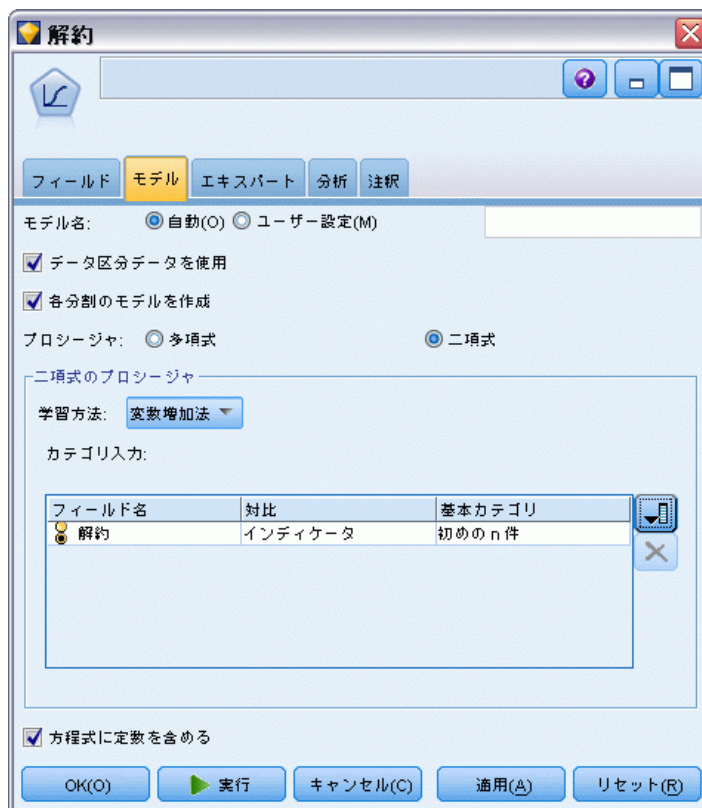 解約
フィールド モデル エキスパート 分析 注釈
モデル名: 自動(O) ユーザー設定(M)
データ区分データを使用
各分割のモデルを作成
プロシージャ: 多項式 二項式
二項式のプロシージャ
学習方法: 変数増加法
カテゴリ入力:
フィールド名 対比 基本カテゴリ
解約 インディケータ 初めのn件
方程式に定数を含める
OK(O) 実行 キャンセル(C) 適用(A) リセット(R)